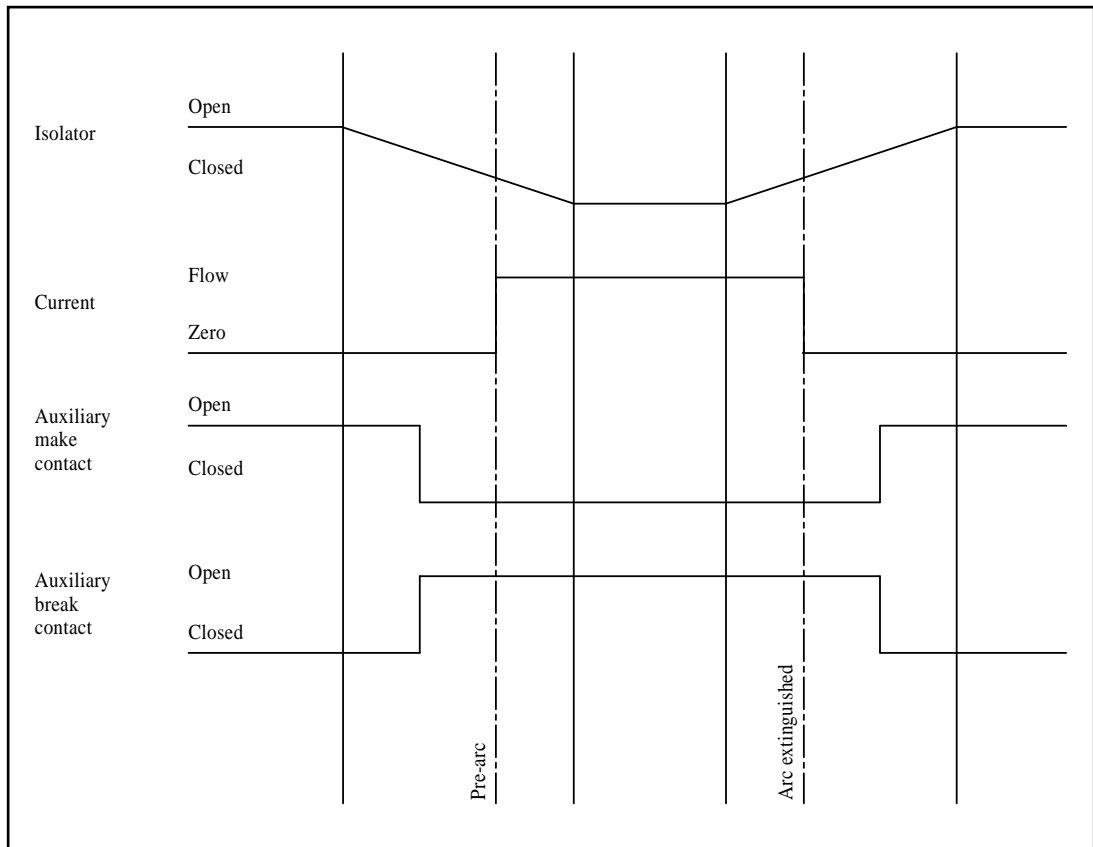 Isolator
Open
Closed
Current
Flow
Zero
Auxiliary
make
contact
Open
Closed
Auxiliary
break
contact
Open
Closed
Pre-arc
Arc extinguished